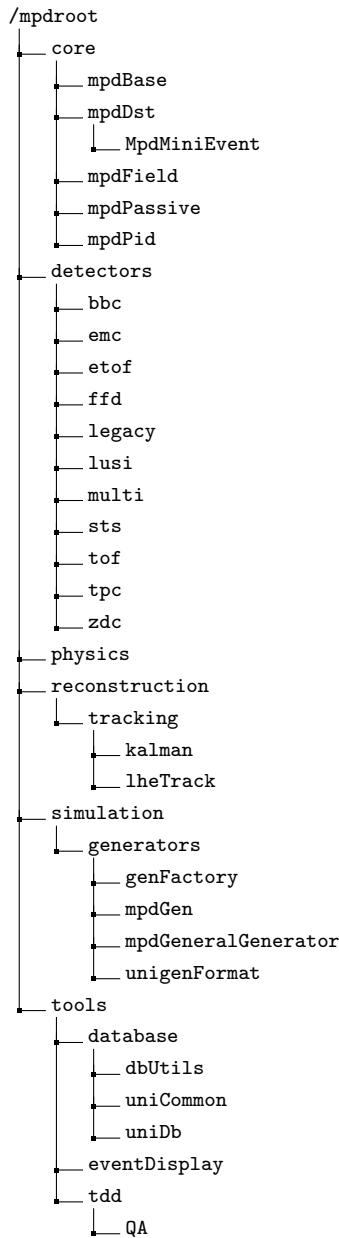 /mpdroot
core
mpdBase
mpdDst
MpdMiniEvent
mpdField
mpdPassive
mpdPid
detectors
bbc
emc
etof
ffd
legacy
lusi
multi
sts
tof
tpc
zdc
physics
reconstruction
tracking
kalman
lheTrack
simulation
generators
genFactory
mpdGen
mpdGeneralGenerator
unigenFormat
tools
database
dbUtils
uniCommon
uniDb
eventDisplay
tdd
QA